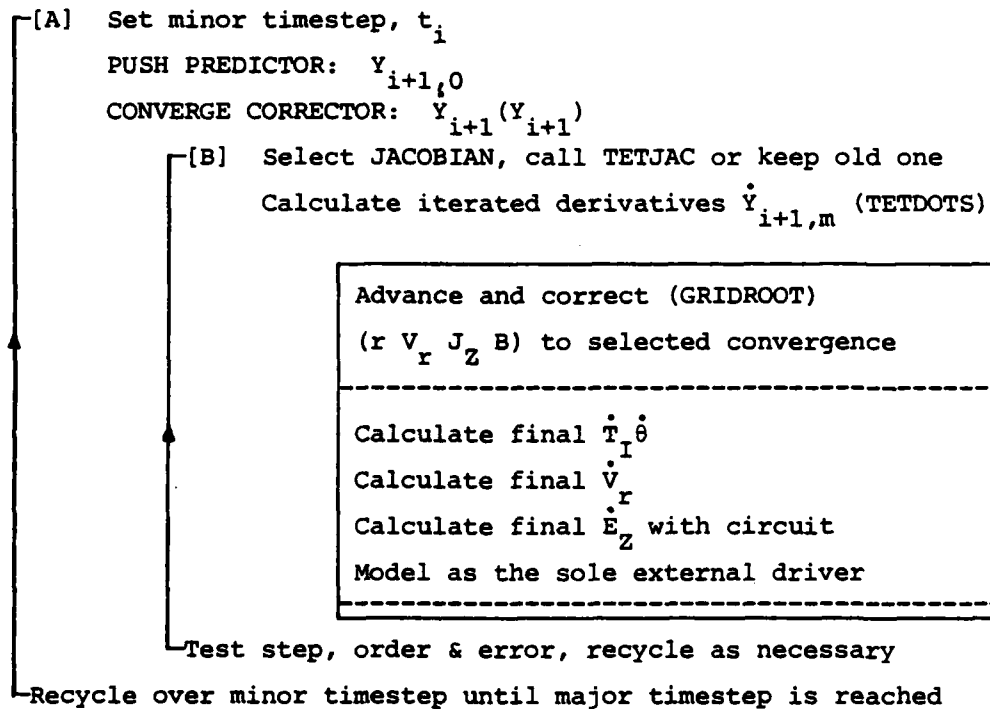 [A] Set minor timestep, t_i
PUSH PREDICTOR: Y_{i+1,0}
CONVERGE CORRECTOR: Ẏ_{i+1}(Y_{i+1})
[B] Select JACOBIAN, call TETJAC or keep old one
Calculate iterated derivatives Ẏ_{i+1,m} (TETDOTS)
Advance and correct (GRIDROOT)
(r V_r J_Z B) to selected convergence
Calculate final Ṫ_I θ̇
Calculate final V̇_r
Calculate final Ė_Z with circuit
Model as the sole external driver
Test step, order & error, recycle as necessary
Recycle over minor timestep until major timestep is reached